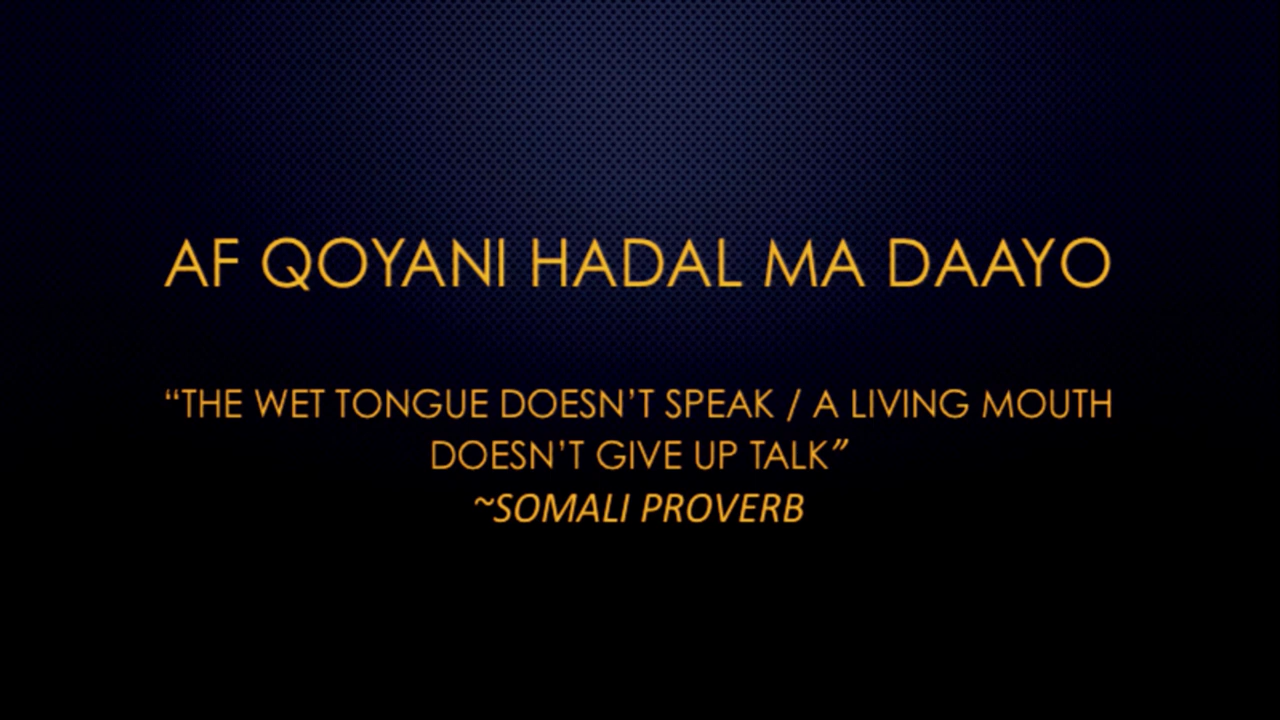 AF QOYANI HADAL MA DAAYO
“THE WET TONGUE DOESN’T SPEAK / A LIVING MOUTH
DOESN’T GIVE UP TALK”
~SOMALI PROVERB